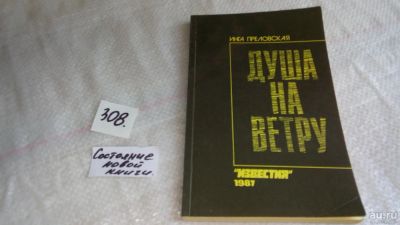 308.
Состояние
новой
книги.
ИНГА ПРЕЛОВСКАЯ
ДУША
НА
ВЕТРУ
"ИЗВЕСТИЯ"
1987
au.ru